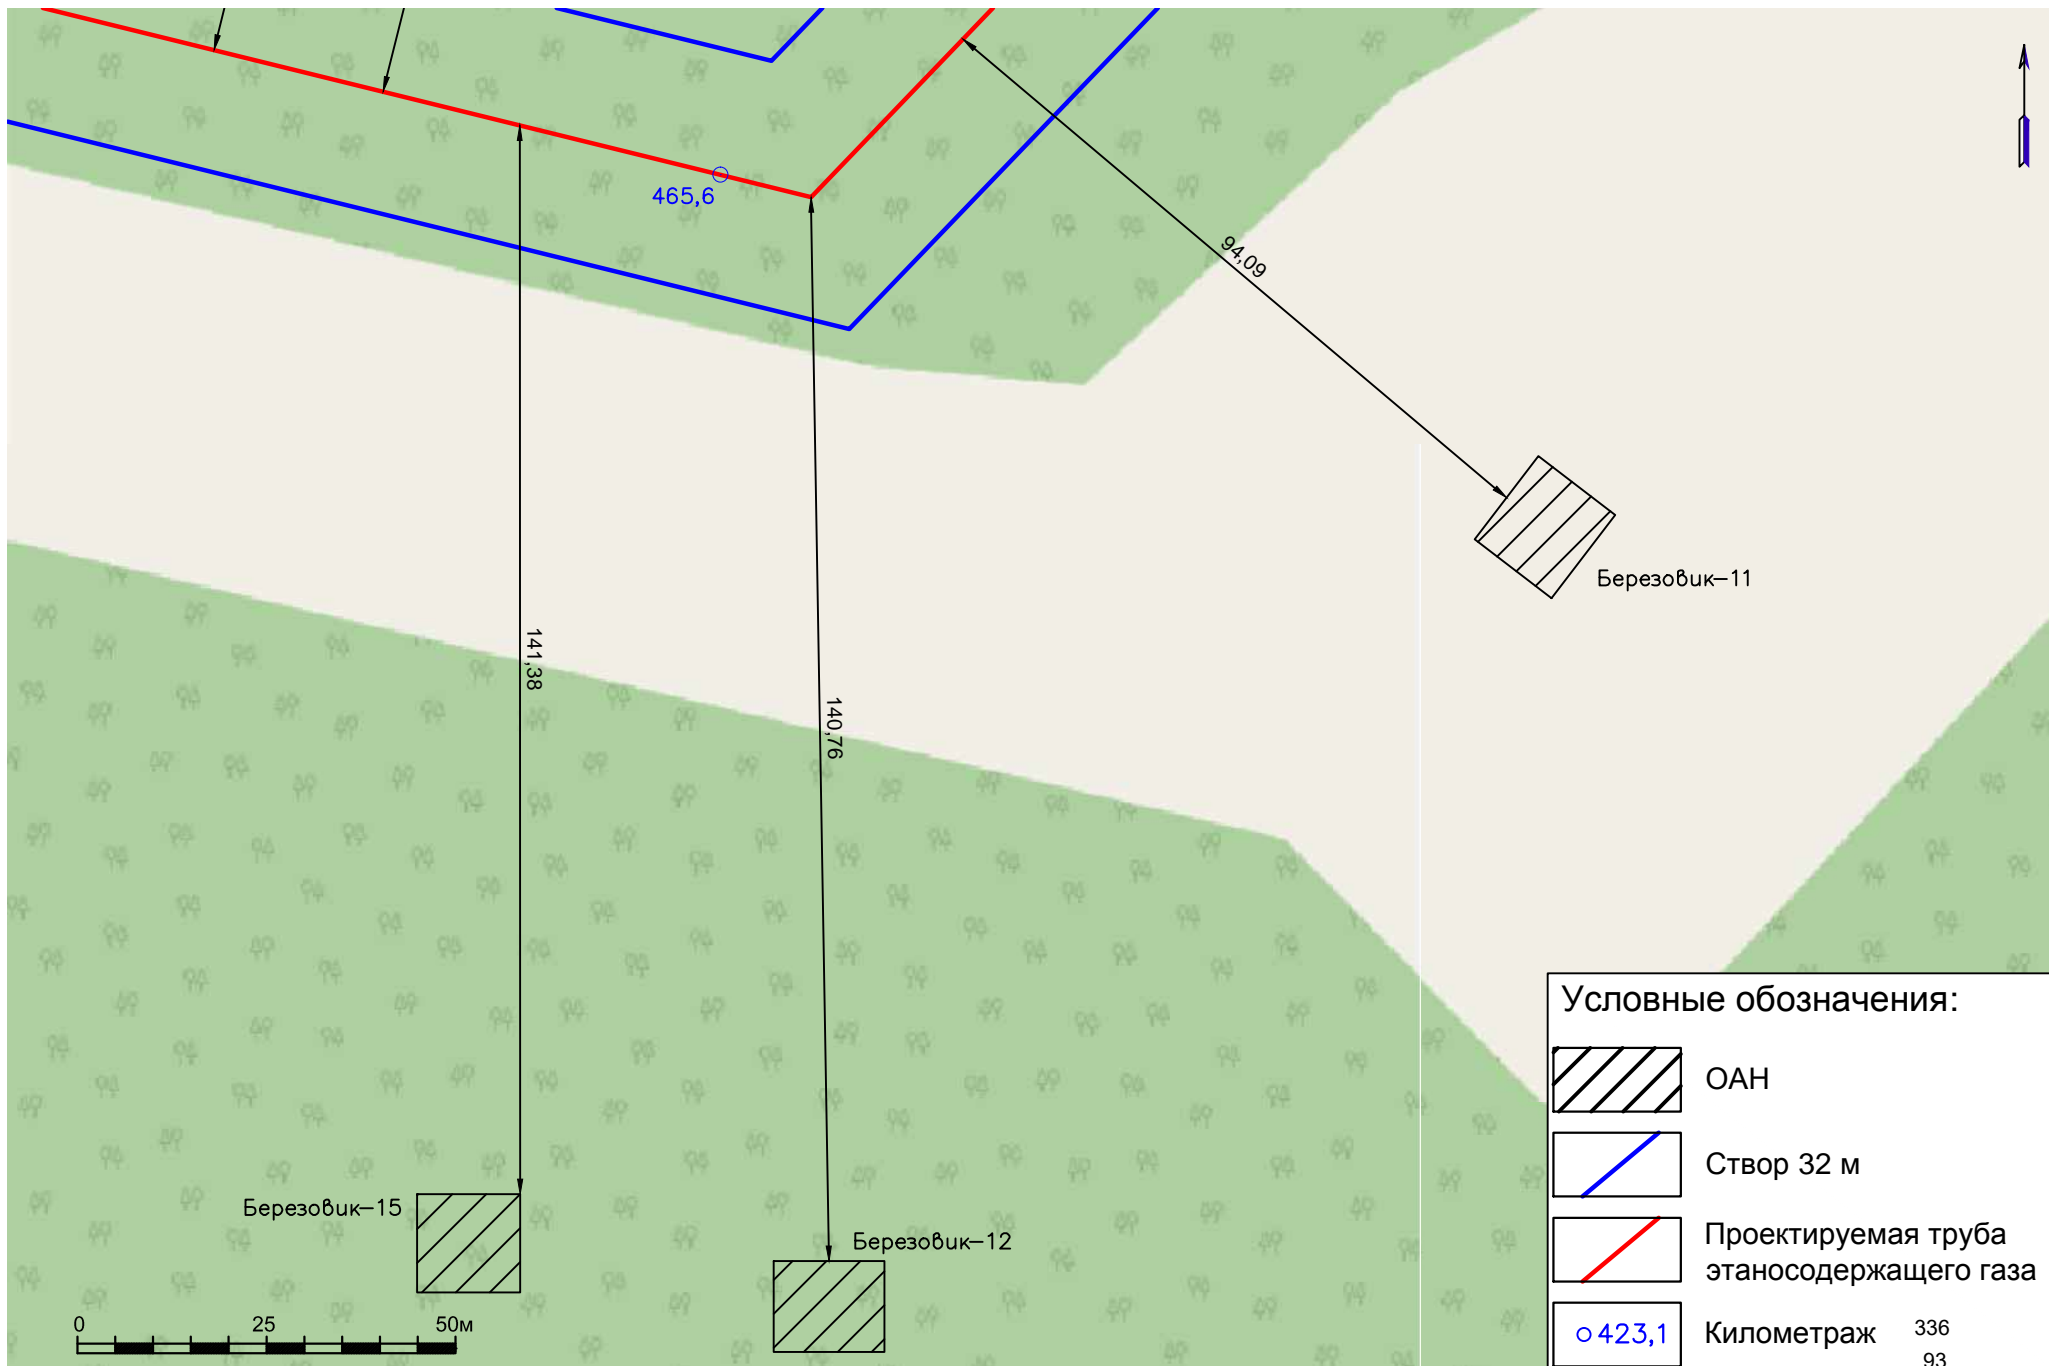 465,6
94,09
Березовик–11
141,38
140,76
Березовик–15
Березовик–12
0 25 50м
Условные обозначения:
ОАН
Створ 32 м
Проектируемая труба
этаносодержащего газа
423,1 Километраж 336
93